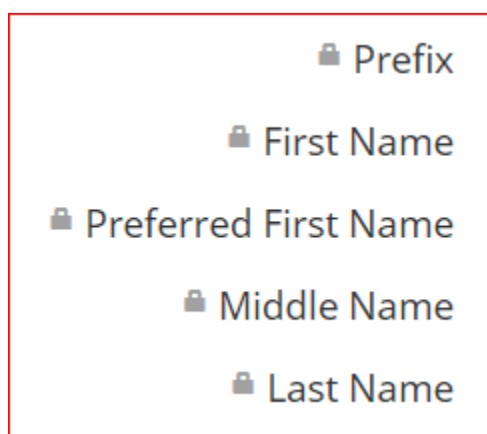 Prefix
First Name
Preferred First Name
Middle Name
Last Name